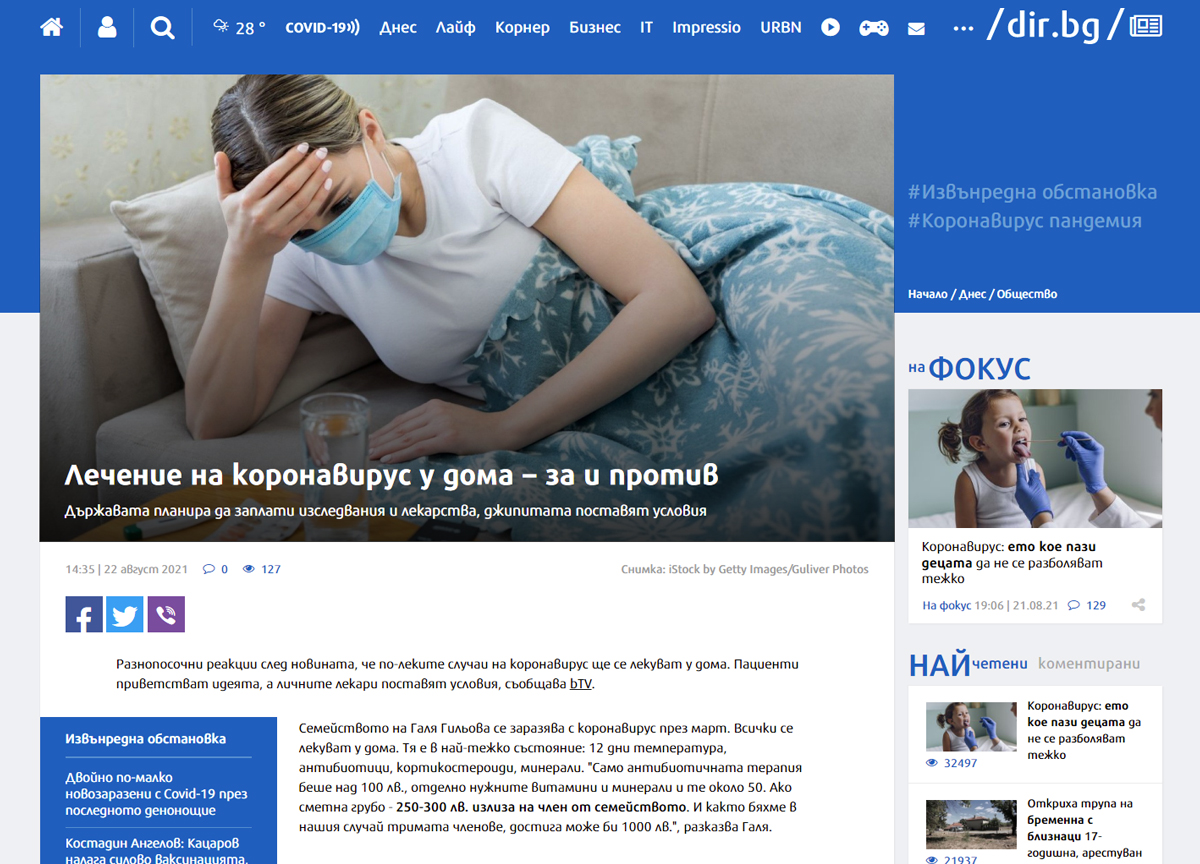 28 °
COVID-19
Днес
Лайф
Корнер
Бизнес
IT
Impressio
URBN
/dir.bg/
#Извънредна обстановка
#Коронавирус пандемия
Начало / Днес / Общество
Лечение на коронавирус у дома – за и против
Държавата планира да заплати изследвания и лекарства, джипитата поставят условия
14:35 | 22 август 2021 0 127
Снимка: iStock by Getty Images/Guliver Photos
Разнопосочни реакции след новината, че по-леките случаи на коронавирус ще се лекуват у дома. Пациенти
приветстват идеята, а личните лекари поставят условия, съобщава bTV.
Извънредна обстановка
Двойно по-малко
новозаразени с Covid-19 през
последното денонощие
Костадин Ангелов: Кацаров
налага силово ваксинацията,
Семейството на Галя Гильова се заразява с коронавирус през март. Всички се
лекуват у дома. Тя е в най-тежко състояние: 12 дни температура,
антибиотици, кортикостероиди, минерали. "Само антибиотичната терапия
беше над 100 лв., отделно нужните витамини и минерали и те около 50. Ако
сметна грубо - 250-300 лв. излиза на член от семейството. И както бяхме в
нашия случай тримата членове, достига може би 1000 лв.", разказва Галя.
на ФОКУС
Коронавирус: ето кое пази
децата да не се разболяват
тежко
На фокус 19:06 | 21.08.21 129
НАЙ четени коментирани
Коронавирус: ето
кое пази децата да
не се разболяват
тежко
32497
Откриха трупа на
бременна с
близнаци 17-
годишна, арестуван
21937